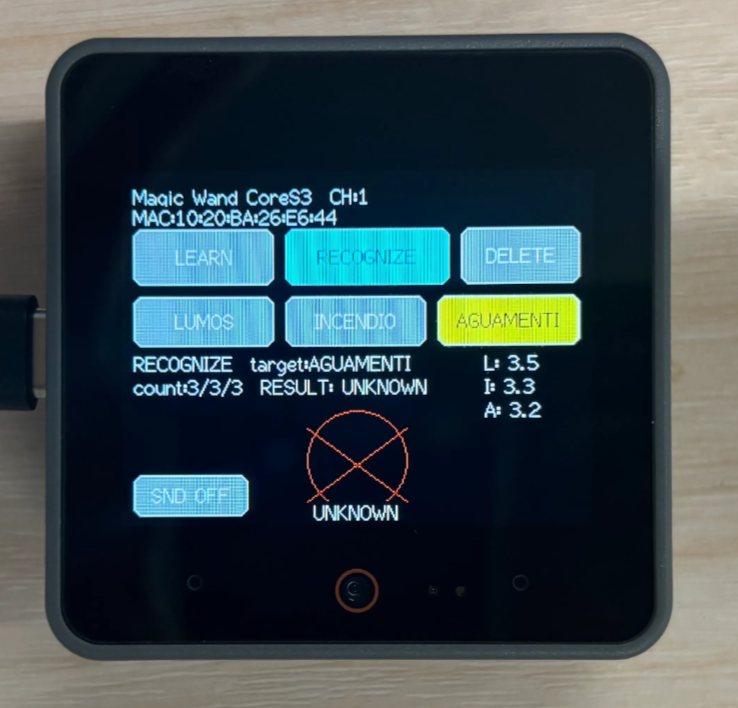 Magic Wand CoreS3 CH:1
MAC:10:20:BA:26:E6:44
LEARN RECOGNIZE DELETE
LUMOS INCENDIO AGUAMENTI
RECOGNIZE target:AGUAMENTI L: 3.5
count:3/3/3 RESULT: UNKNOWN I: 3.3
A: 3.2
SND OFF
UNKNOWN